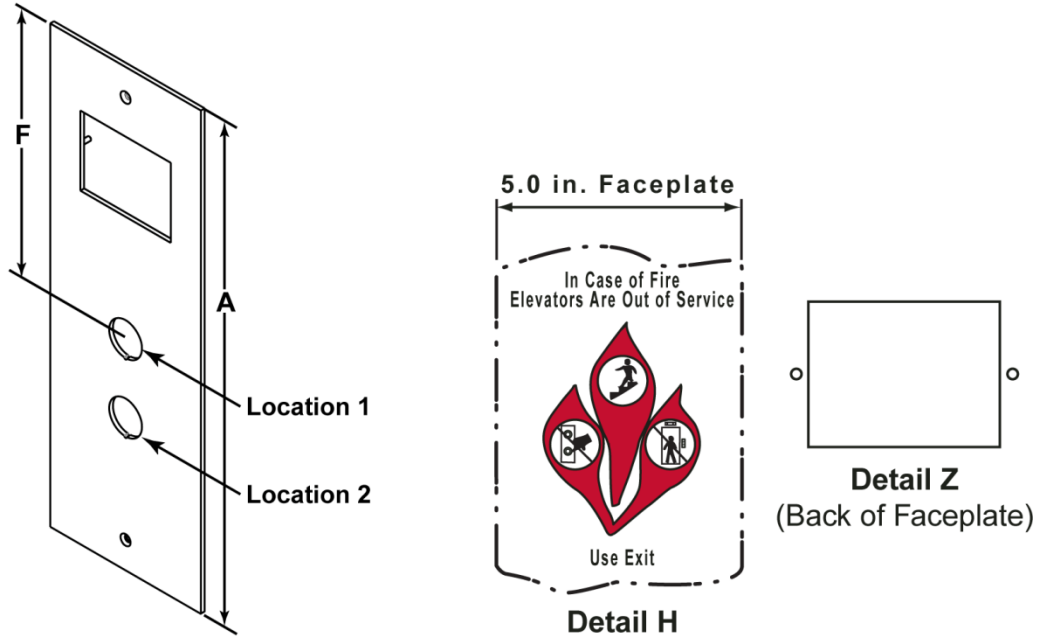 F
A
Location 1
Location 2
5.0 in. Faceplate
In Case of Fire
Elevators Are Out of Service
Use Exit
Detail H
Detail Z
(Back of Faceplate)